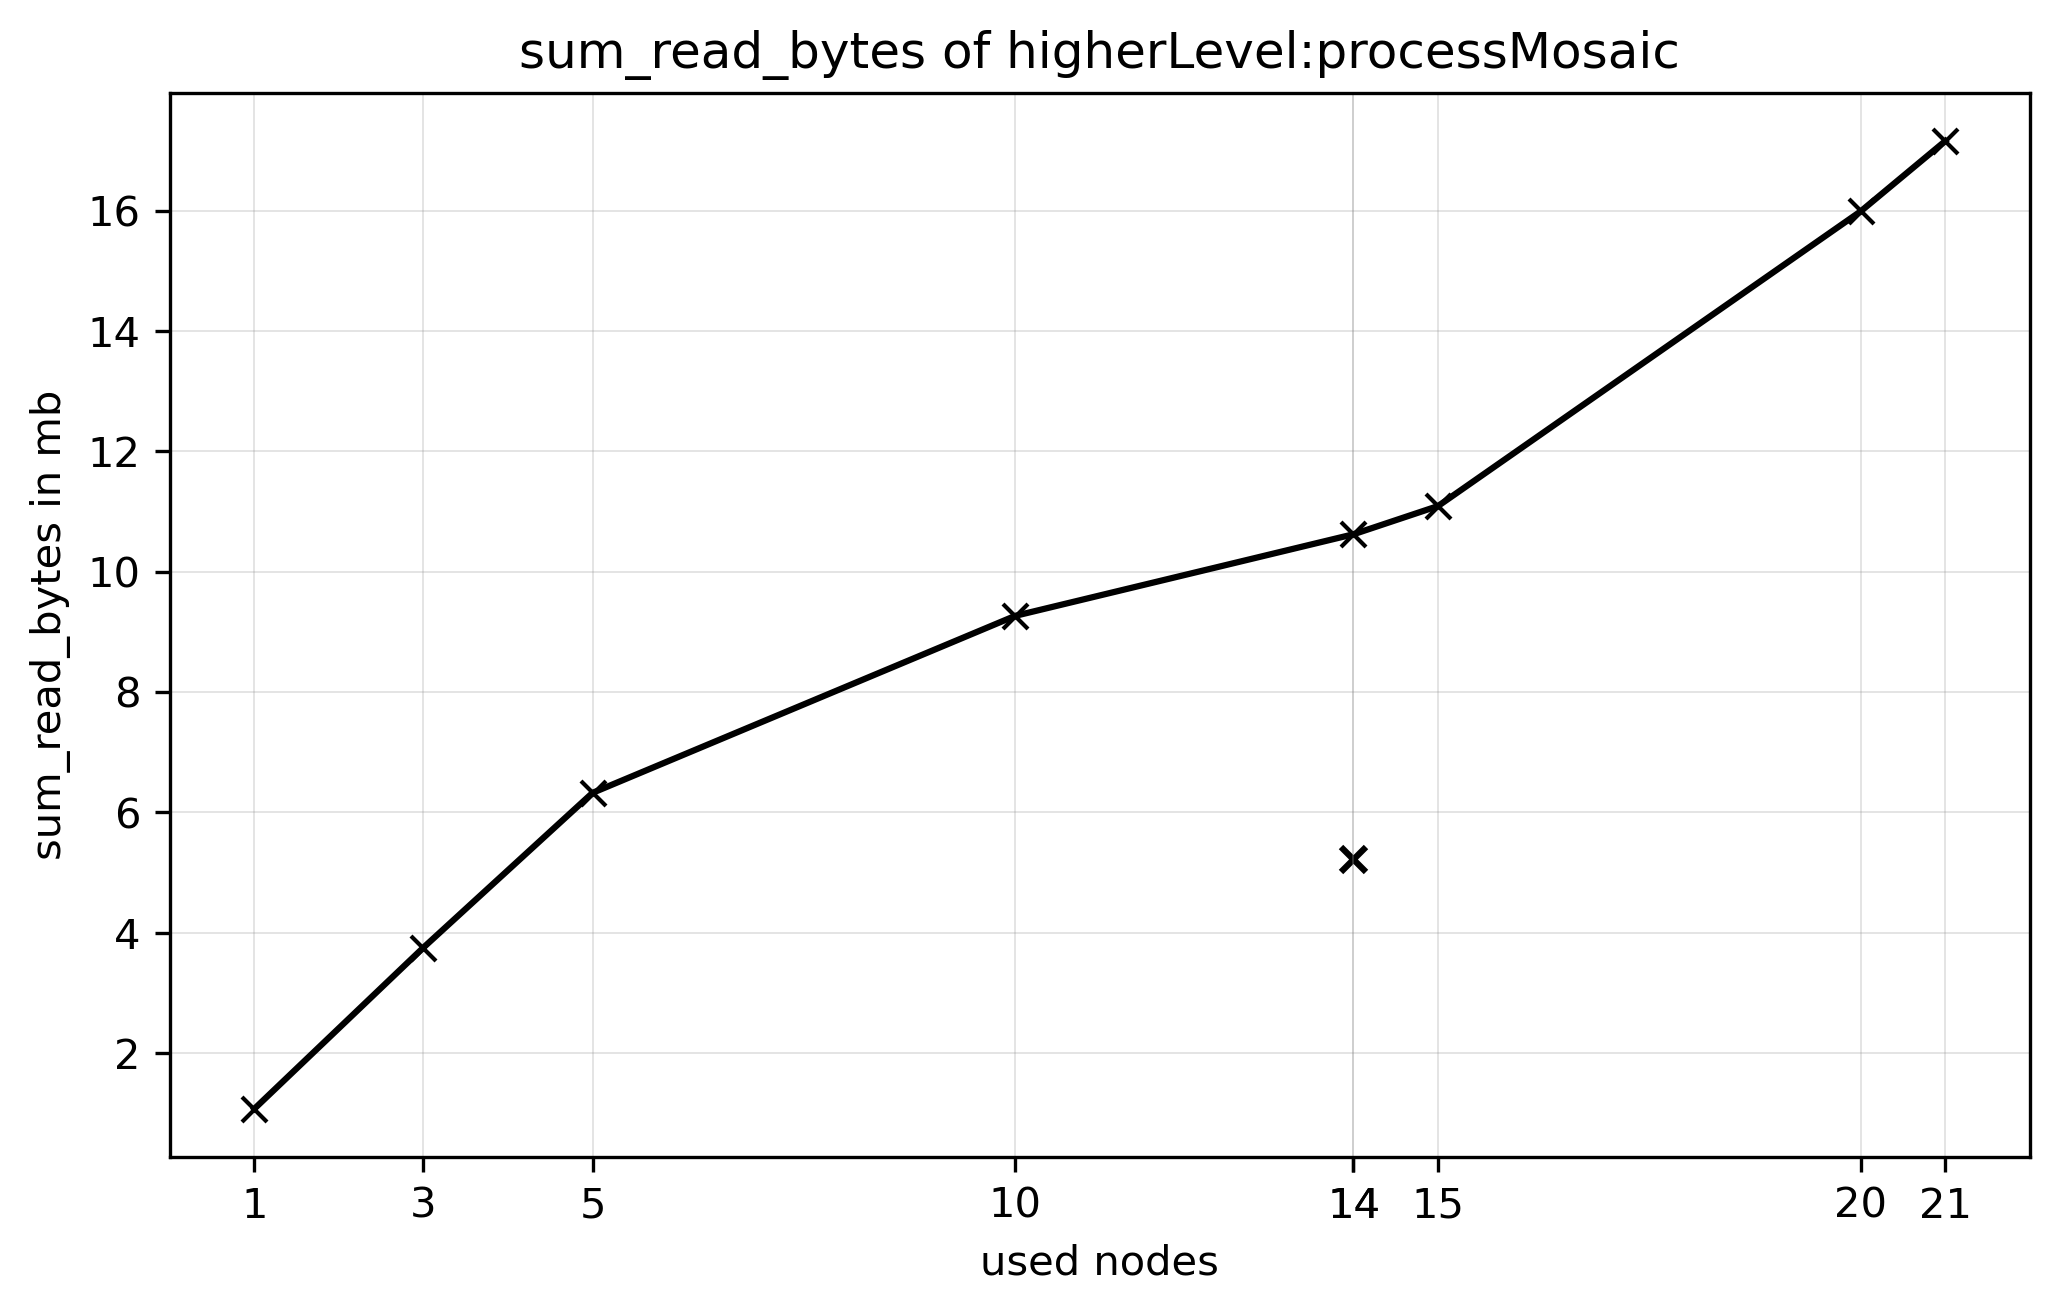 sum_read_bytes of higherLevel:processMosaic
sum_read_bytes in mb
16
14
12
10
8
6
4
2
1 3 5 10 14 15 20 21
used nodes